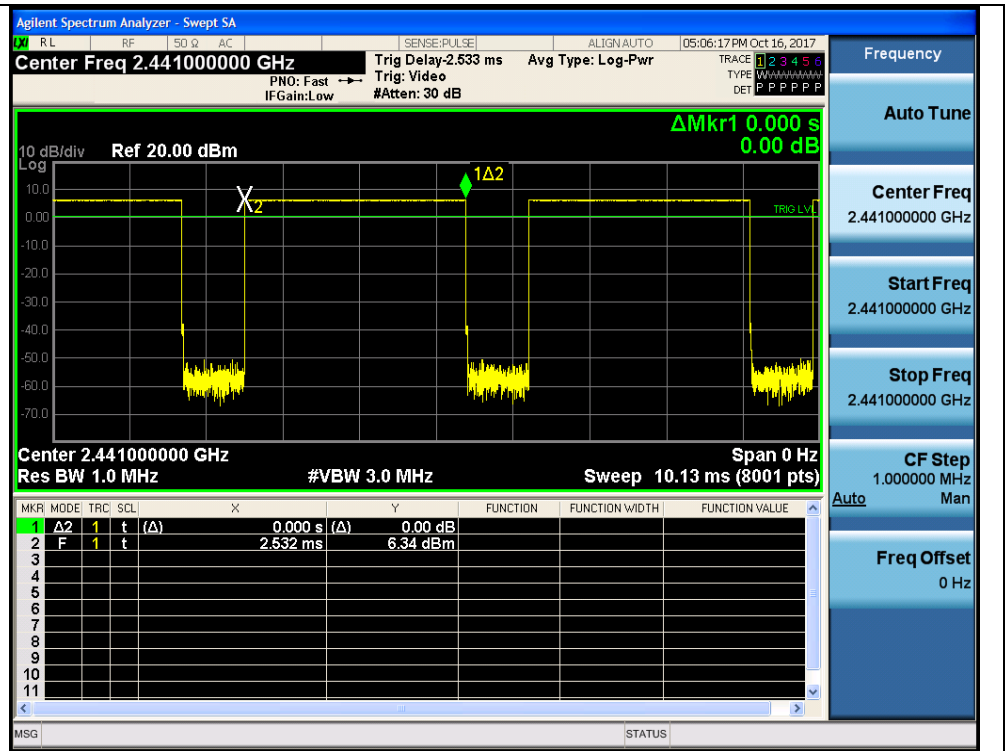 Agilent Spectrum Analyzer - Swept SA
LXI RL RF 50 Ω AC SENSE:PULSE ALIGNAUTO 05:06:17 PM Oct 16, 2017
Center Freq 2.441000000 GHz
PNO: Fast
IFGain:Low
Trig Delay-2.533 ms
Trig: Video
#Atten: 30 dB
Avg Type: Log-Pwr
TRACE 1 2 3 4 5 6
TYPE WWWWWW
DET P P P P P P
ΔMkr1 0.000 s
0.00 dB
10 dB/div Ref 20.00 dBm
Log
10.0
0.00
-10.0
-20.0
-30.0
-40.0
-50.0
-60.0
-70.0
X2
1Δ2
TRIG LVL
Center 2.441000000 GHz Span 0 Hz
Res BW 1.0 MHz #VBW 3.0 MHz Sweep 10.13 ms (8001 pts)
MKR MODE TRC SCL X Y FUNCTION FUNCTION WIDTH FUNCTION VALUE
1 Δ2 1 t (Δ) 0.000 s (Δ) 0.00 dB
2 F 1 t 2.532 ms 6.34 dBm
3
4
5
6
7
8
9
10
11
MSG STATUS
Frequency
Auto Tune
Center Freq
2.441000000 GHz
Start Freq
2.441000000 GHz
Stop Freq
2.441000000 GHz
CF Step
1.000000 MHz
Auto Man
Freq Offset
0 Hz